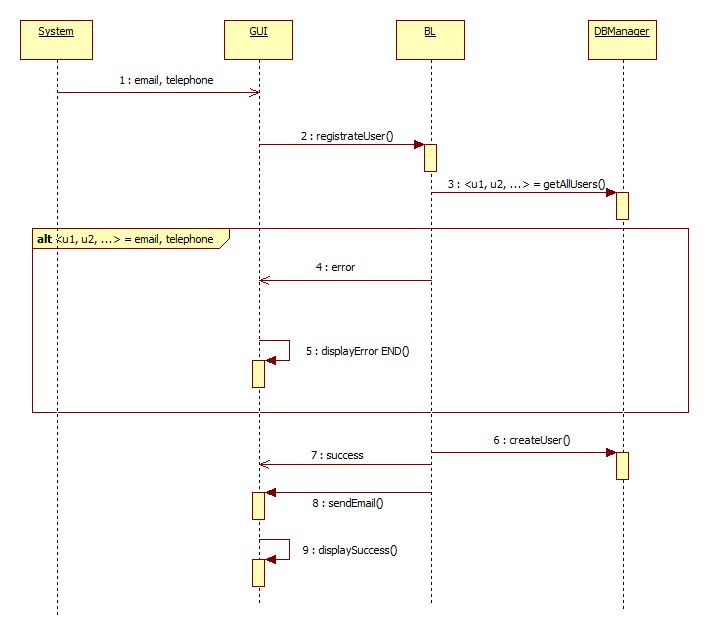 System
GUI
BL
DBManager
1 : email, telephone
2 : registrateUser()
3 : <u1, u2, ...> = getAllUsers()
alt <u1, u2, ...> = email, telephone
4 : error
5 : displayError END()
6 : createUser()
7 : success
8 : sendEmail()
9 : displaySuccess()